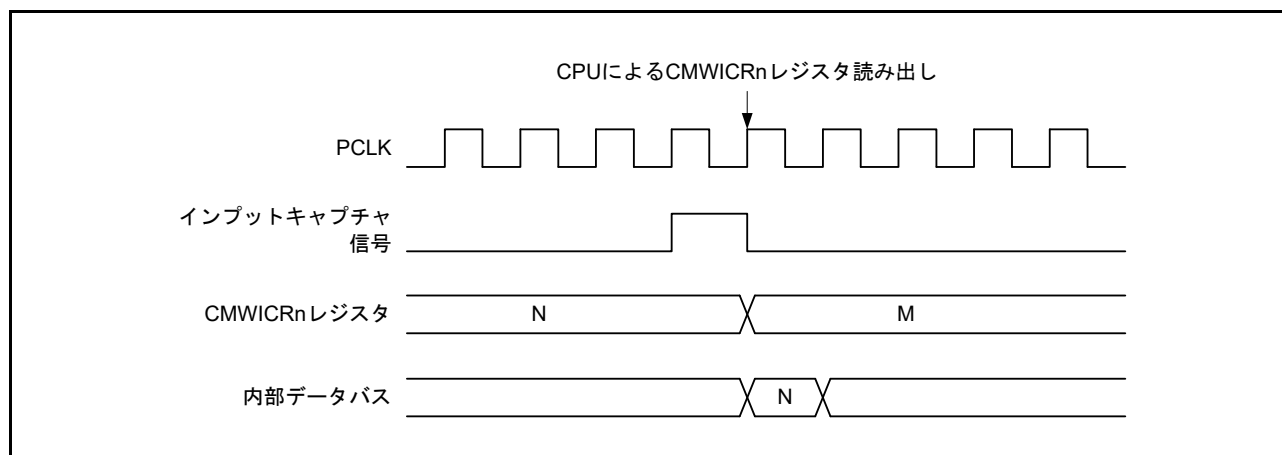 CPUによるCMWICRnレジスタ読み出し
PCLK
インプットキャプチャ
信号
CMWICRnレジスタ
N
M
内部データバス
N